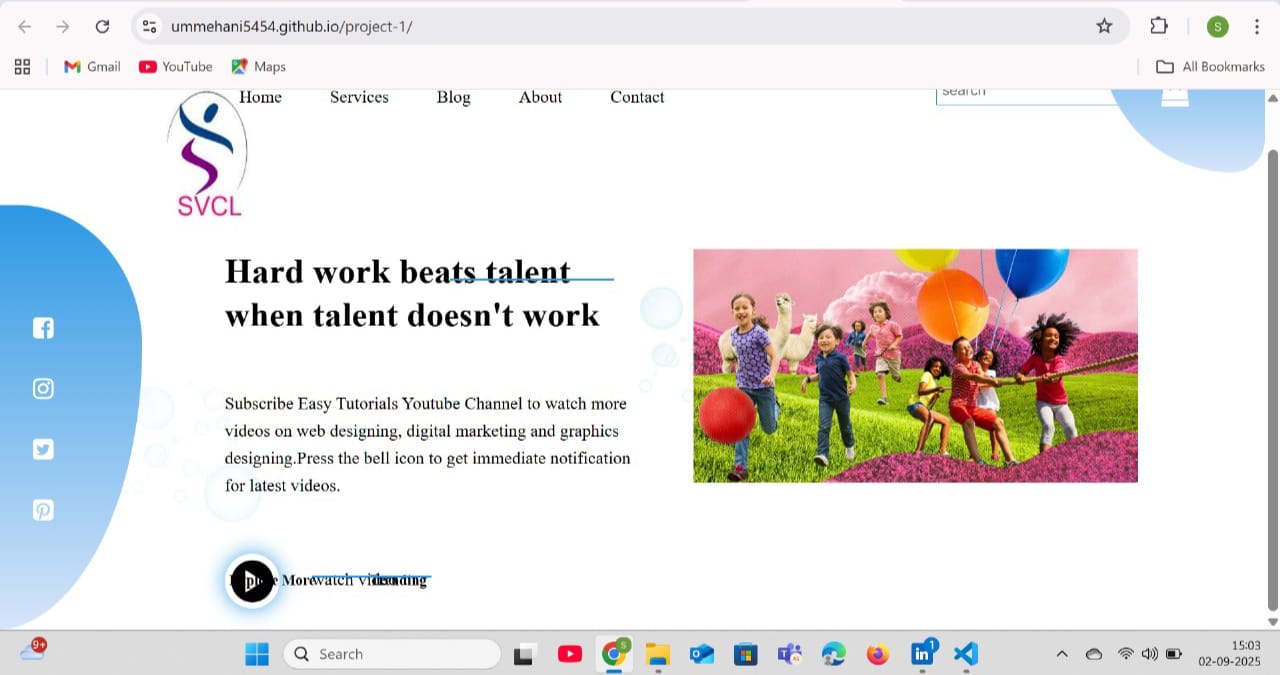 ummehani5454.github.io/project-1/
S
Gmail YouTube Maps All Bookmarks
Home Services Blog About Contact
search
SVCL
Hard work beats talent
when talent doesn't work
Subscribe Easy Tutorials Youtube Channel to watch more
videos on web designing, digital marketing and graphics
designing.Press the bell icon to get immediate notification
for latest videos.
More watch
9+
Search
S
1
15:03
02-09-2025